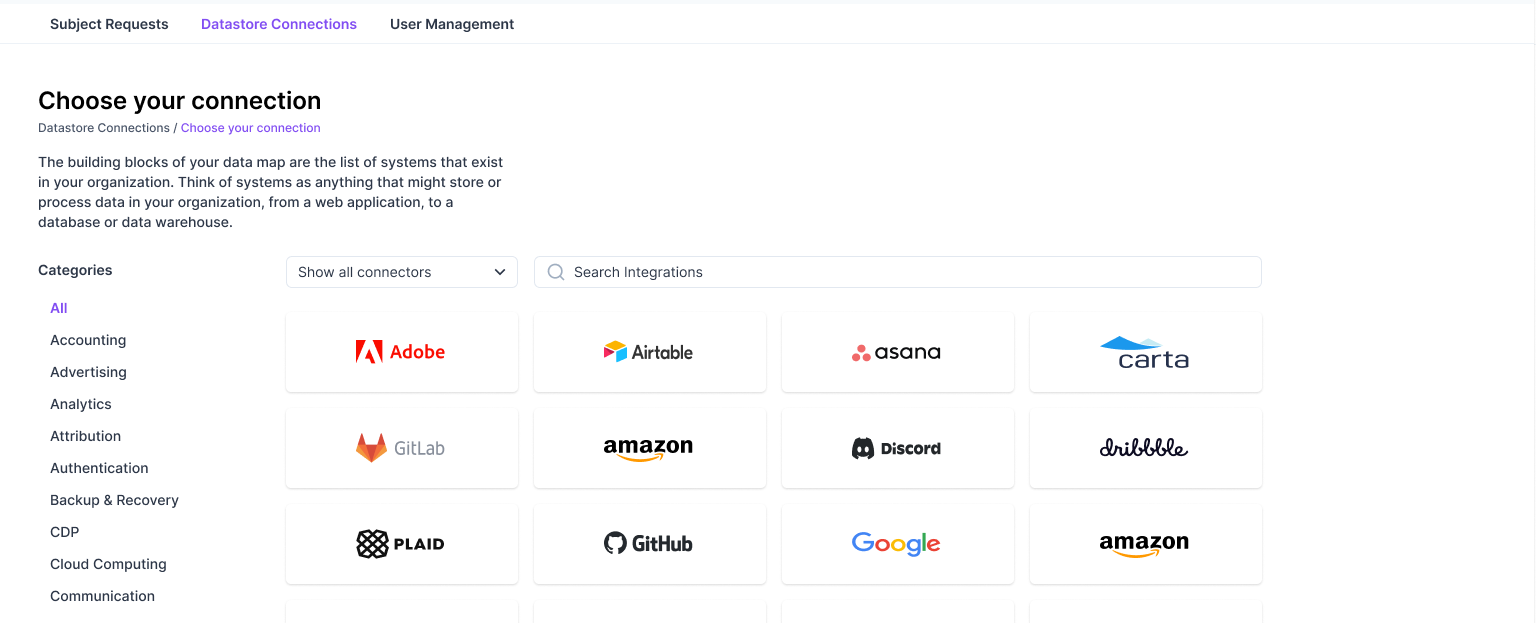 Subject Requests
Datastore Connections
User Management
Choose your connection
Datastore Connections / Choose your connection
The building blocks of your data map are the list of systems that exist
in your organization. Think of systems as anything that might store or
process data in your organization, from a web application, to a
database or data warehouse.
Categories
All
Accounting
Advertising
Analytics
Attribution
Authentication
Backup & Recovery
CDP
Cloud Computing
Communication
Show all connectors
Search Integrations
Adobe
Airtable
asana
carta
GitLab
amazon
Discord
dribbble
PLAID
GitHub
Google
amazon